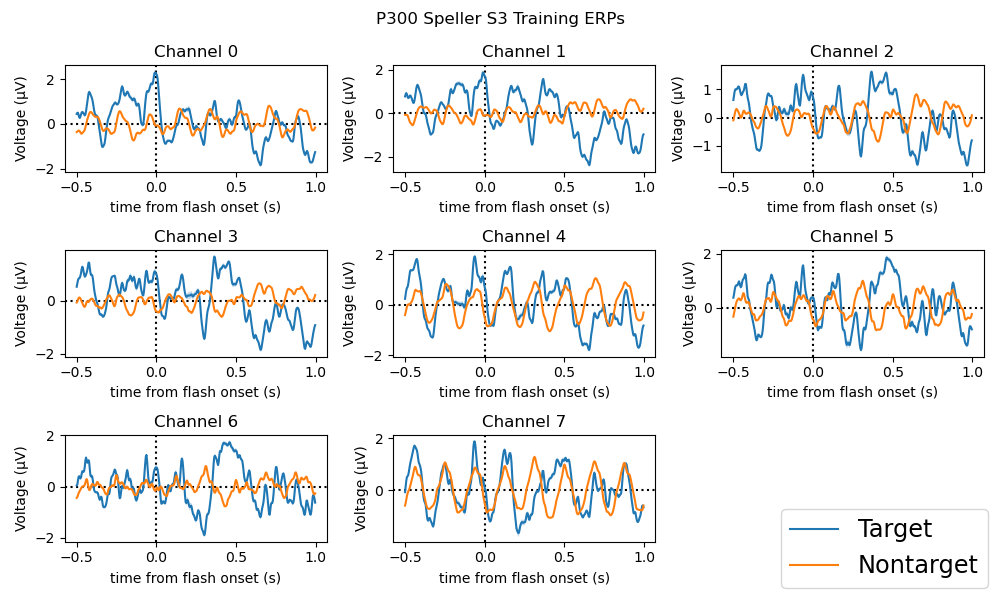 P300 Speller S3 Training ERPs
Channel 0
Voltage (µV)
2
0
−2
−0.5 0.0 0.5 1.0
time from flash onset (s)
Channel 1
Voltage (µV)
2
0
−2
−0.5 0.0 0.5 1.0
time from flash onset (s)
Channel 2
Voltage (µV)
1
0
−1
−0.5 0.0 0.5 1.0
time from flash onset (s)
Channel 3
Voltage (µV)
0
−2
−0.5 0.0 0.5 1.0
time from flash onset (s)
Channel 4
Voltage (µV)
2
0
−2
−0.5 0.0 0.5 1.0
time from flash onset (s)
Channel 5
Voltage (µV)
2
0
−0.5 0.0 0.5 1.0
time from flash onset (s)
Channel 6
Voltage (µV)
2
0
−2
−0.5 0.0 0.5 1.0
time from flash onset (s)
Channel 7
Voltage (µV)
2
0
−0.5 0.0 0.5 1.0
time from flash onset (s)
Target
Nontarget